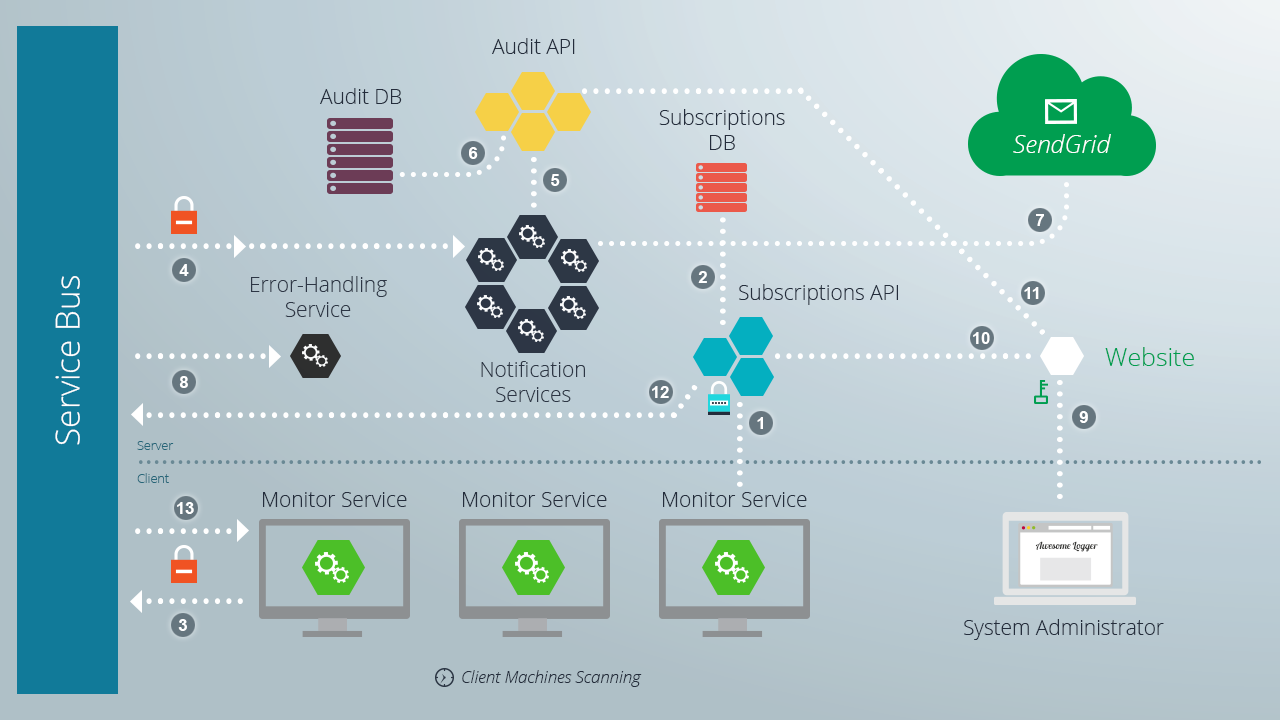 Audit API
Audit DB
Subscriptions
DB
SendGrid
6
5
7
4
2
11
Error-Handling
Service
Subscriptions API
10
Website
Service Bus
8
Notification
Services
12
1
9
Server
Client
13
Monitor Service
Monitor Service
Monitor Service
Awesome Logger
3
System Administrator
Client Machines Scanning